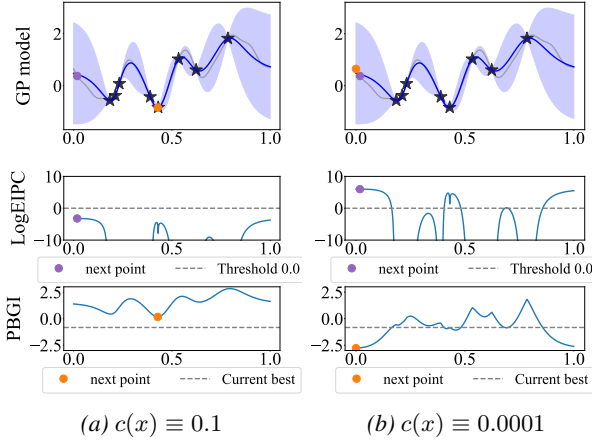 GP model
2
0
0.0
0.5
1.0
0.0
0.5
1.0
LogEIPC
10
0
−10
0.0
0.5
1.0
10
0
−10
0.0
0.5
1.0
next point
Threshold 0.0
next point
Threshold 0.0
PBGI
2.5
0.0
−2.5
0.0
0.5
1.0
2.5
0.0
−2.5
0.0
0.5
1.0
next point
Current best
next point
Current best
(a) c(x) ≡ 0.1
(b) c(x) ≡ 0.0001